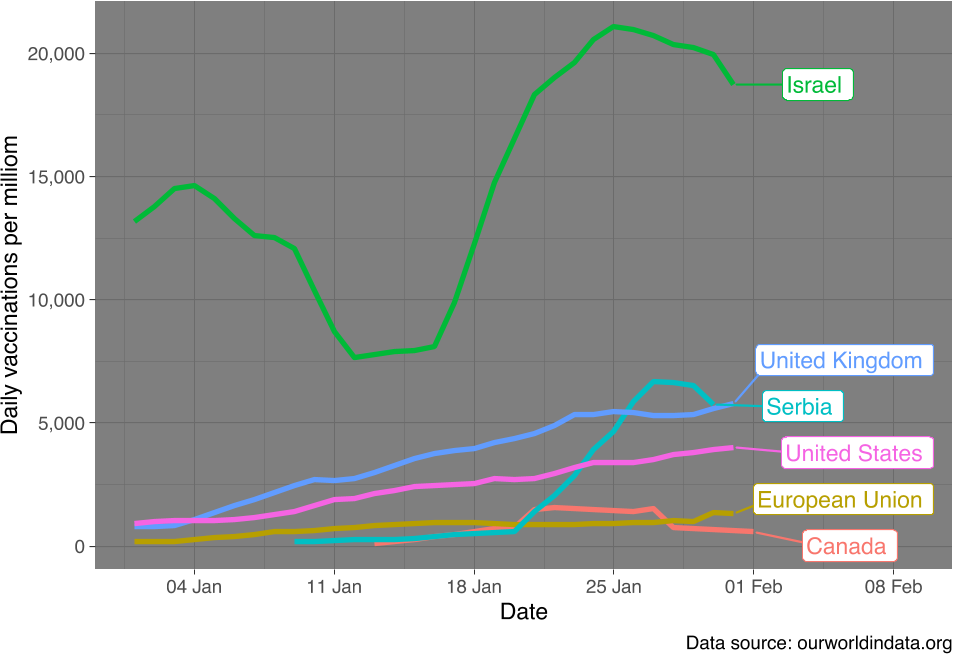 Daily vaccinations per milliom
20,000
15,000
10,000
5,000
0
Israel
United Kingdom
Serbia
United States
European Union
Canada
04 Jan
11 Jan
18 Jan
25 Jan
01 Feb
08 Feb
Date
Data source: ourworldindata.org